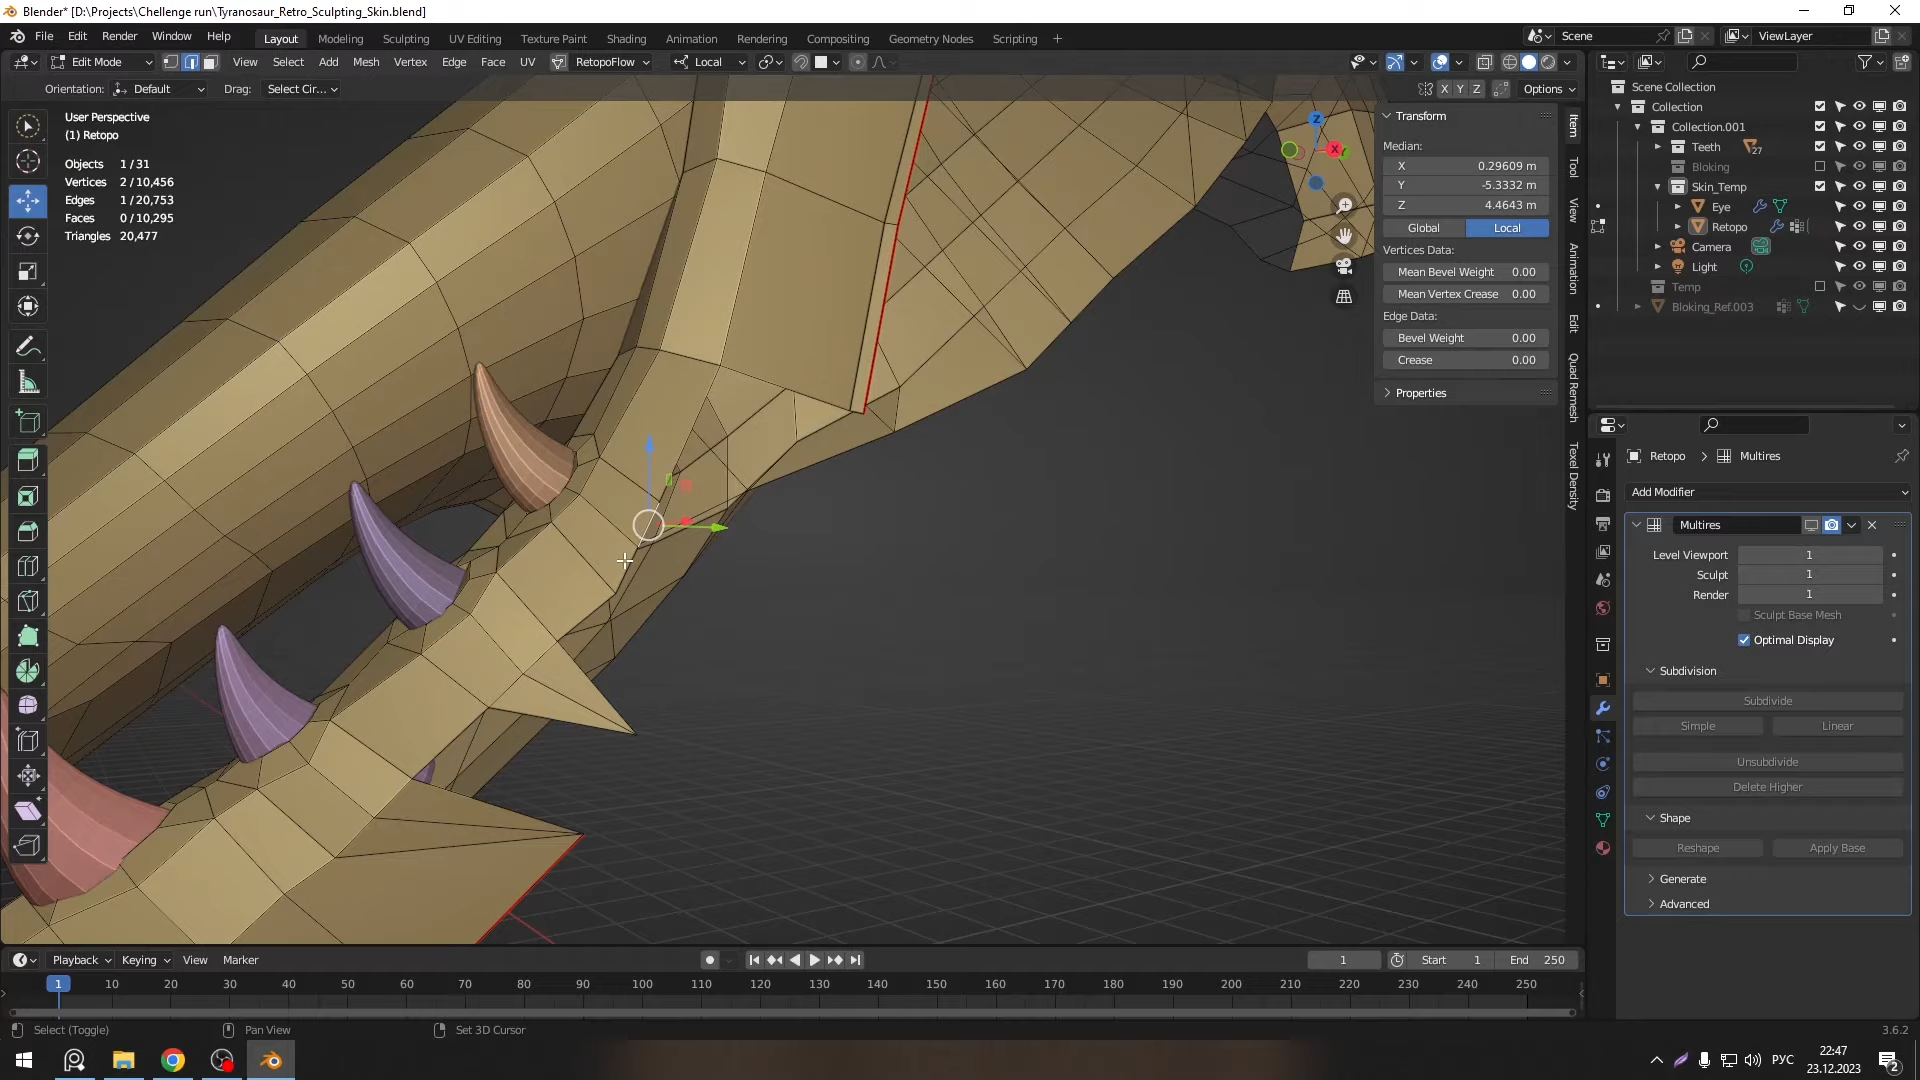 Blender* [D:\Projects\Chellenge run\Tyranosaur_Retro_Sculpting_Skin.blend]
File Edit Render Window Help Layout Modeling Sculpting UV Editing Texture Paint Shading Animation Rendering Compositing Geometry Nodes Scripting + Scene ViewLayer
Edit Mode View Select Add Mesh Vertex Edge Face UV RetopoFlow Local
Orientation: Default Drag: Select Cir... X Y Z Options
User Perspective
(1) Retopo
Objects 1 / 31
Vertices 2 / 10,456
Edges 1 / 20,753
Faces 0 / 10,295
Triangles 20,477
Z
X
Transform
Median:
X 0.29609 m
Y -5.3332 m
Z 4.4643 m
Global Local
Vertices Data:
Mean Bevel Weight 0.00
Mean Vertex Crease 0.00
Edge Data:
Bevel Weight 0.00
Crease 0.00
Properties
Item
Tool
View
Animation
Edit
Quad Remesh
Texel Density
Scene Collection
Collection
Collection.001
Teeth 27
Bloking
Skin_Temp
Eye
Retopo
Camera
Light
Temp
Bloking_Ref.003
Retopo > Multires
Add Modifier
Multires
Level Viewport 1
Sculpt 1
Render 1
Sculpt Base Mesh
Optimal Display
Subdivision
Subdivide
Simple Linear
Unsubdivide
Delete Higher
Shape
Reshape Apply Base
Generate
Advanced
Playback Keying View Marker 1 Start 1 End 250
1 10 20 30 40 50 60 70 80 90 100 110 120 130 140 150 160 170 180 190 200 210 220 230 240 250
Select (Toggle) Pan View Set 3D Cursor 3.6.2
РУС 22:47
23.12.2023
2